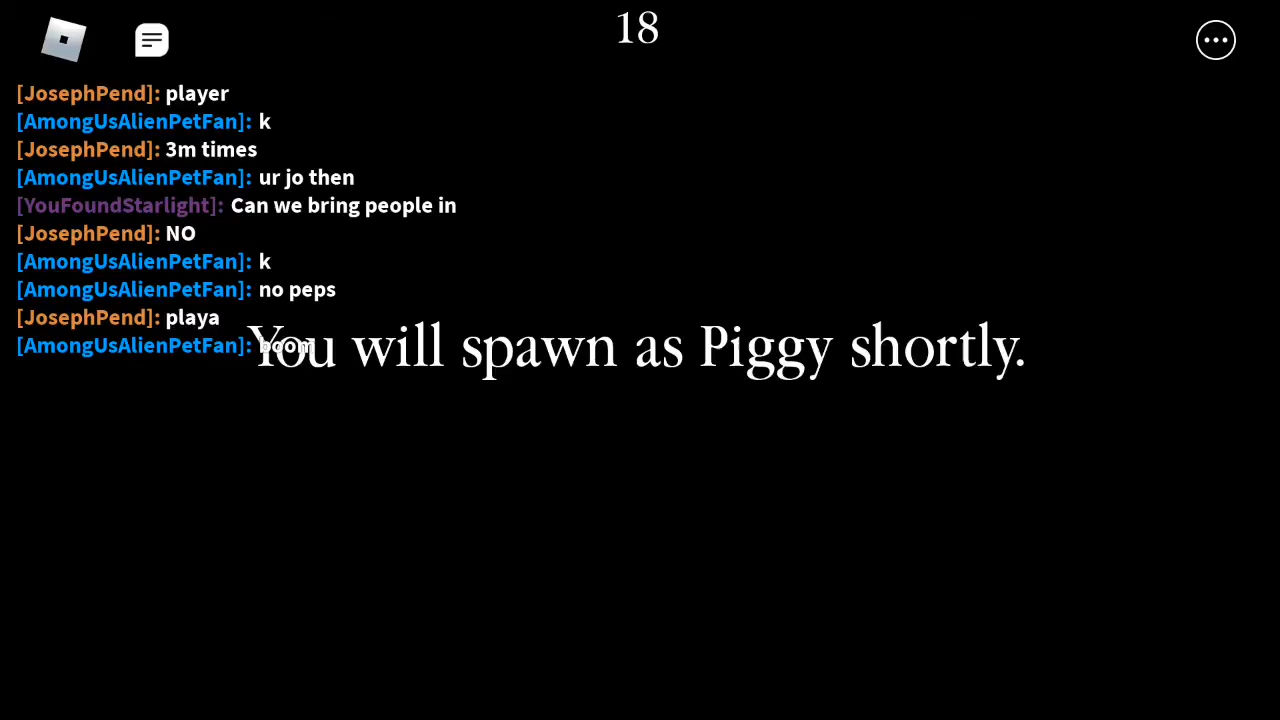 18
[JosephPend]: player
[AmongUsAlienPetFan]: k
[JosephPend]: 3m times
[AmongUsAlienPetFan]: ur jo then
[YouFoundStarlight]: Can we bring people in
[JosephPend]: NO
[AmongUsAlienPetFan]: k
[AmongUsAlienPetFan]: no peps
[JosephPend]: playa
[AmongUsAlienPetFan]: boom
You will spawn as Piggy shortly.